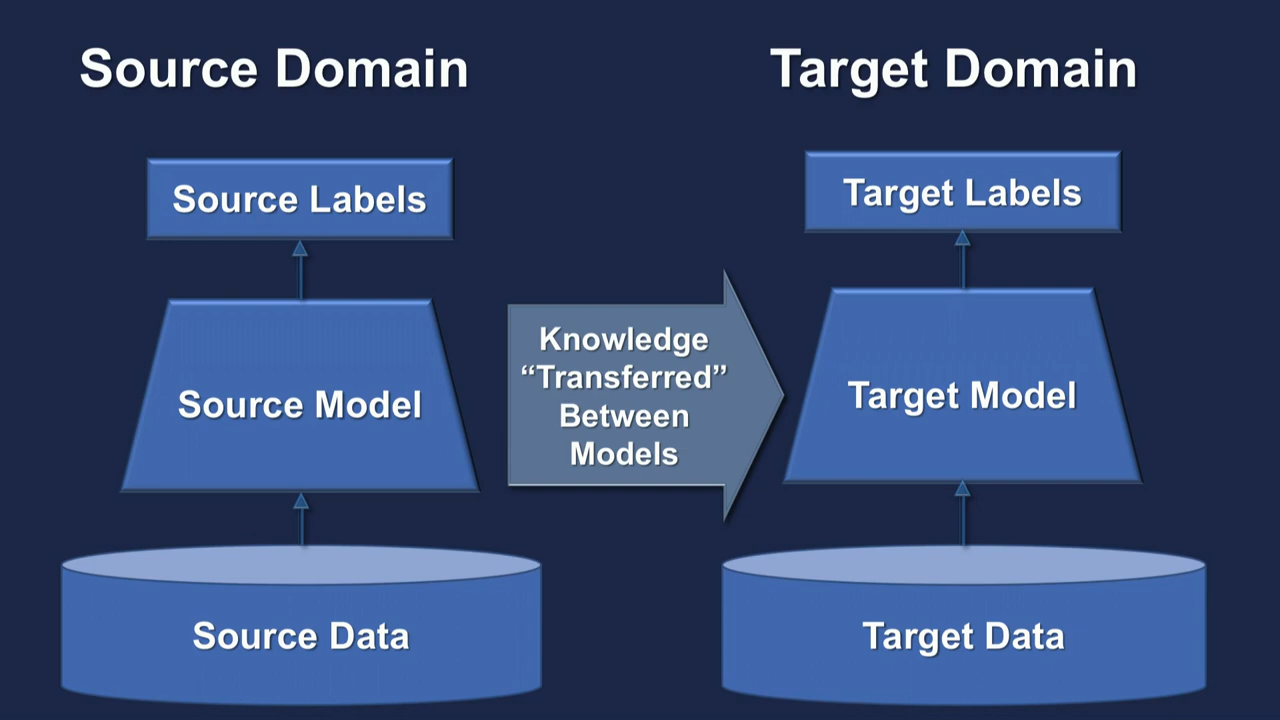 Source Domain
Target Domain
Source Labels
Target Labels
Source Model
Knowledge
“Transferred”
Between
Models
Target Model
Source Data
Target Data